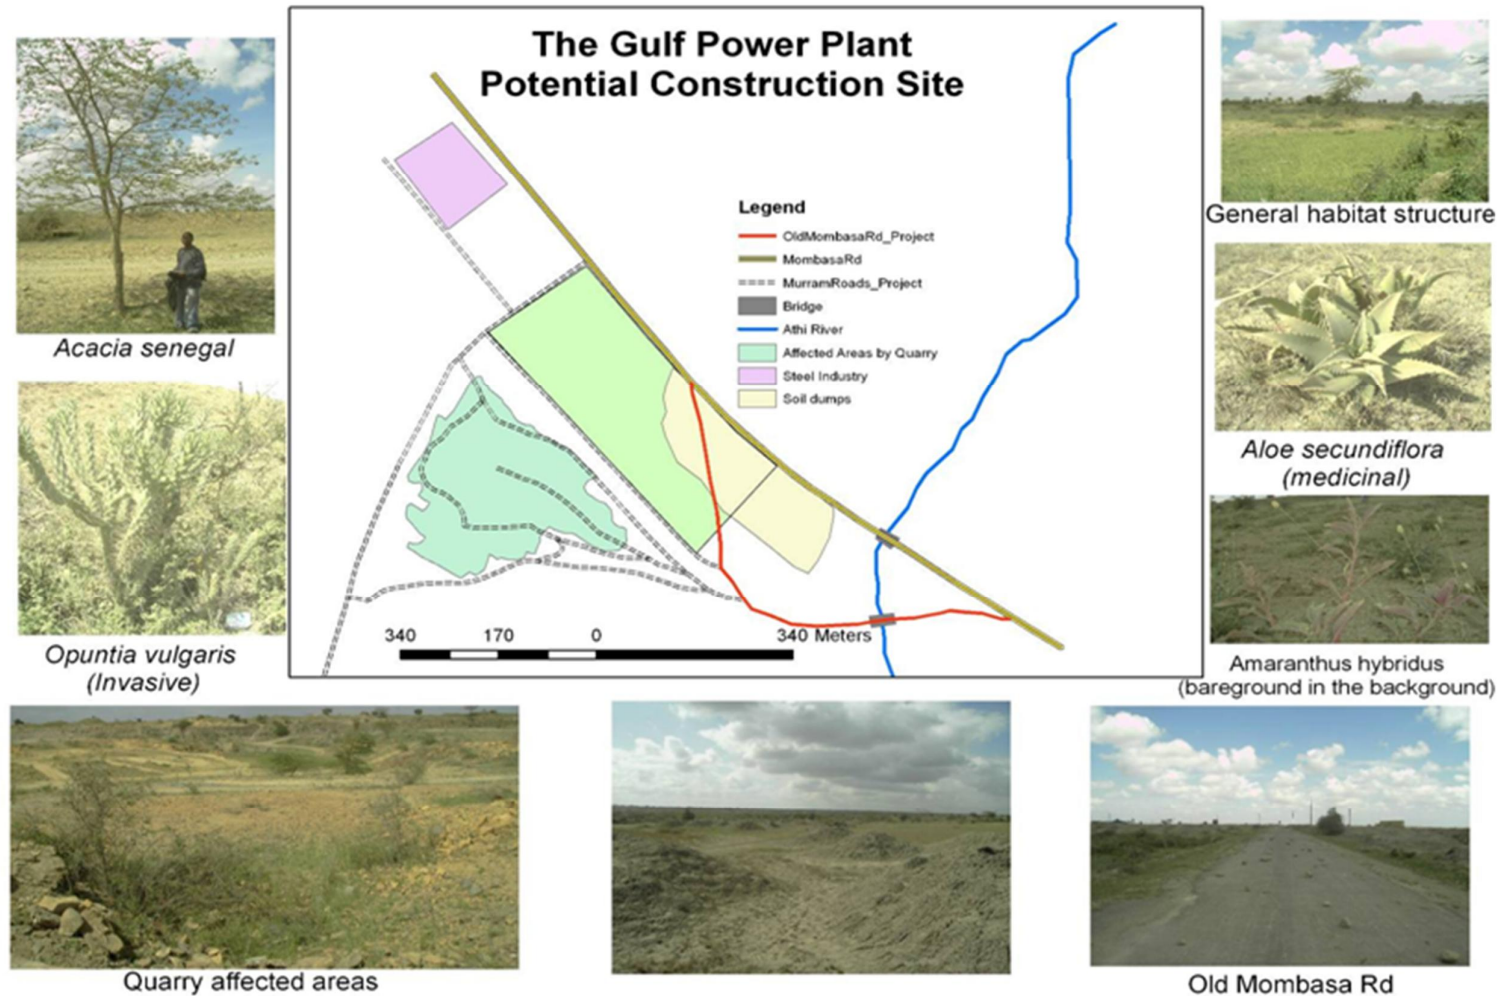 The Gulf Power Plant
Potential Construction Site
Legend
OldMombasaRd_Project
MombasaRd
MurramRoads_Project
Bridge
Athi River
Affected Areas by Quarry
Steel Industry
Soil dumps
340 170 0 340 Meters
Acacia senegal
Opuntia vulgaris
(Invasive)
General habitat structure
Aloe secundiflora
(medicinal)
Amaranthus hybridus
(bareground in the background)
Quarry affected areas
Old Mombasa Rd